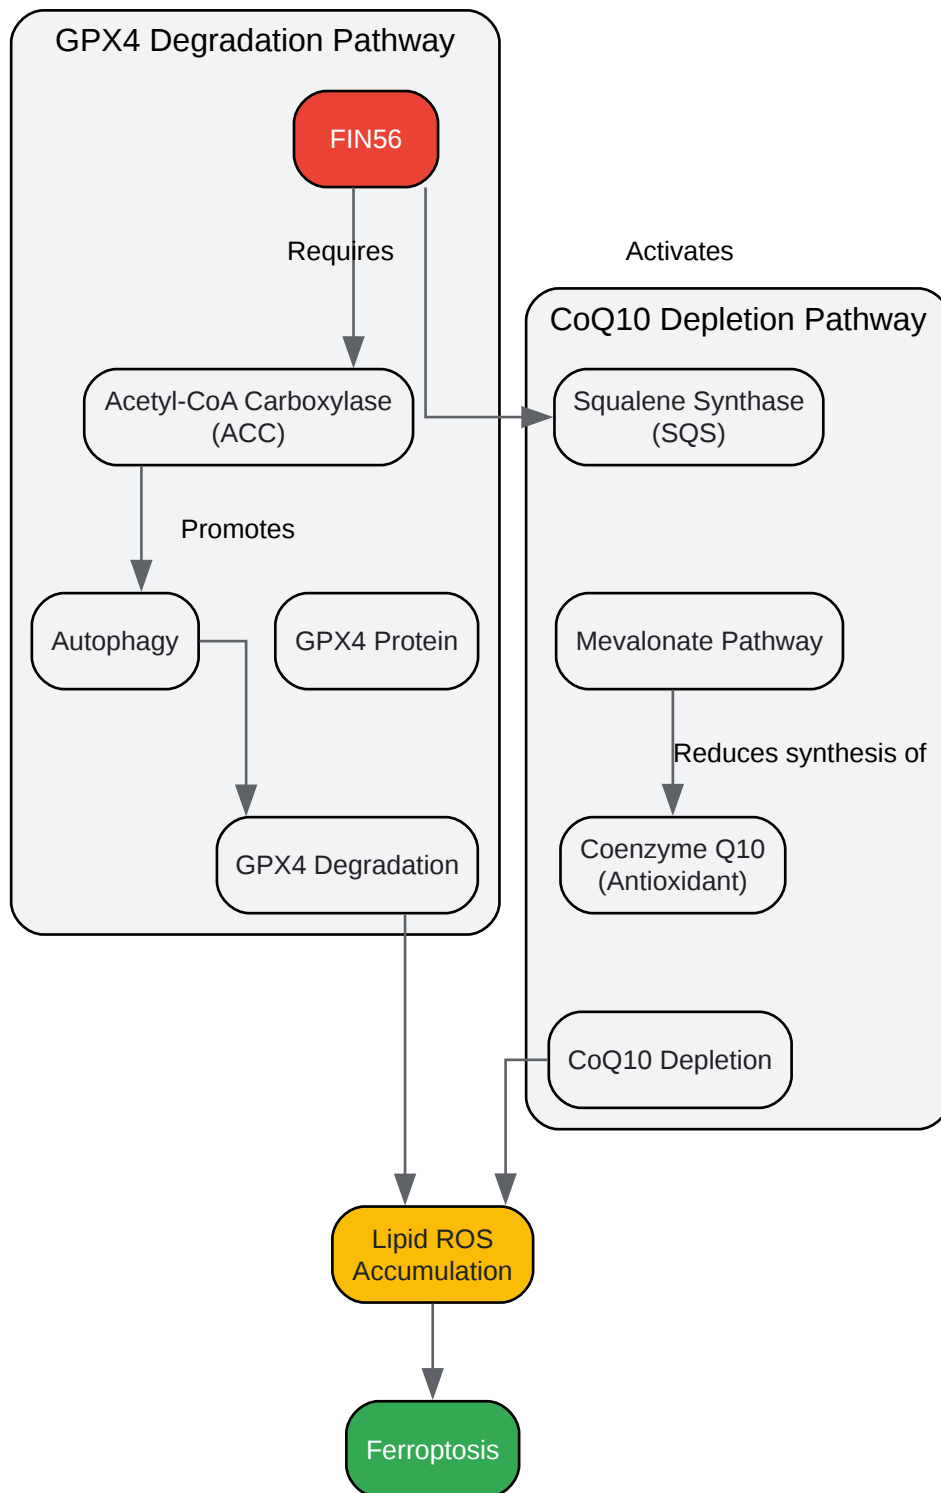 GPX4 Degradation Pathway
FIN56
Requires
Activates
CoQ10 Depletion Pathway
Acetyl-CoA Carboxylase
(ACC)
Squalene Synthase
(SQS)
Promotes
Autophagy
GPX4 Protein
Mevalonate Pathway
Reduces synthesis of
GPX4 Degradation
Coenzyme Q10
(Antioxidant)
CoQ10 Depletion
Lipid ROS
Accumulation
Ferroptosis